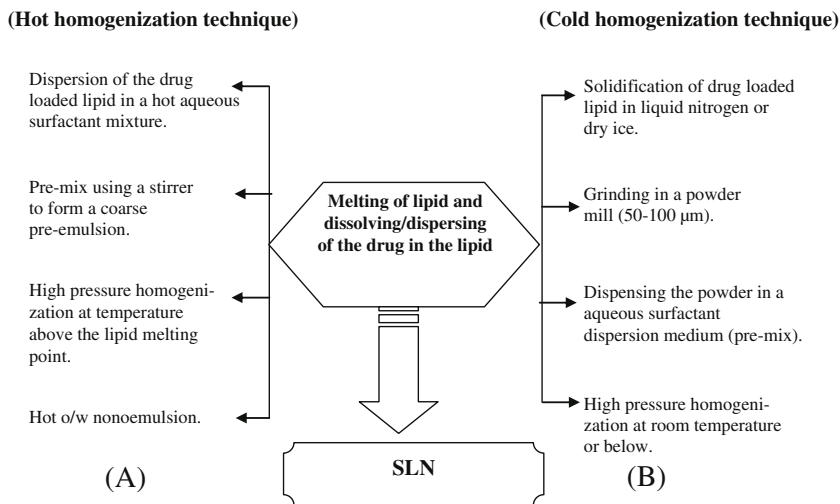 (Hot homogenization technique)
(Cold homogenization technique)
Dispersion of the drug
loaded lipid in a hot aqueous
surfactant mixture.
Pre-mix using a stirrer
to form a coarse
pre-emulsion.
High pressure homogeni-
zation at temperature
above the lipid melting
point.
Hot o/w nonoemulsion.
(A)
Melting of lipid and
dissolving/dispersing
of the drug in the lipid
SLN
Solidification of drug loaded
lipid in liquid nitrogen or
dry ice.
Grinding in a powder
mill (50-100 µm).
Dispensing the powder in a
aqueous surfactant
dispersion medium (pre-mix).
High pressure homogeni-
zation at room temperature
or below.
(B)